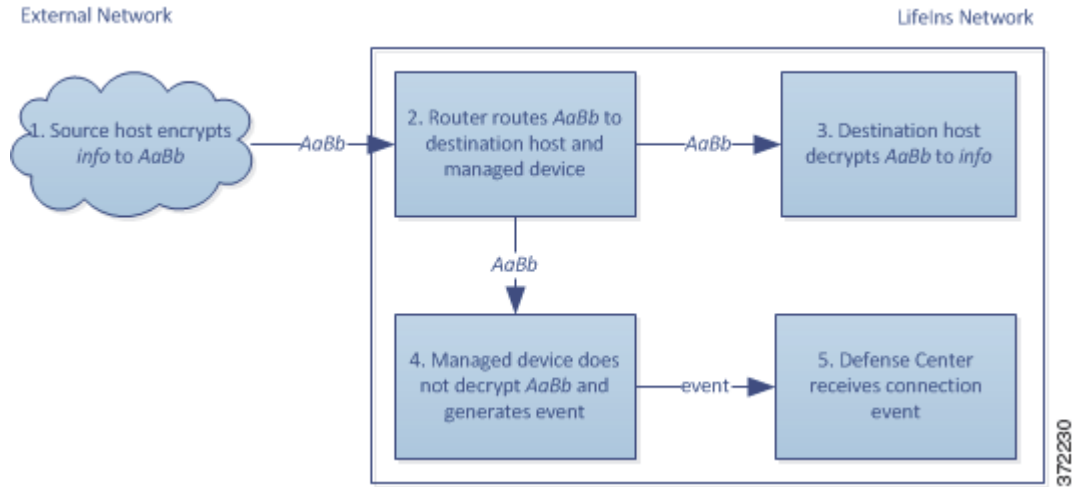 External Network
LifeIns Network
1. Source host encrypts
info to AaBb
AaBb
2. Router routes AaBb to
destination host and
managed device
AaBb
3. Destination host
decrypts AaBb to info
AaBb
4. Managed device does
not decrypt AaBb and
generates event
event
5. Defense Center
receives connection
event
372230